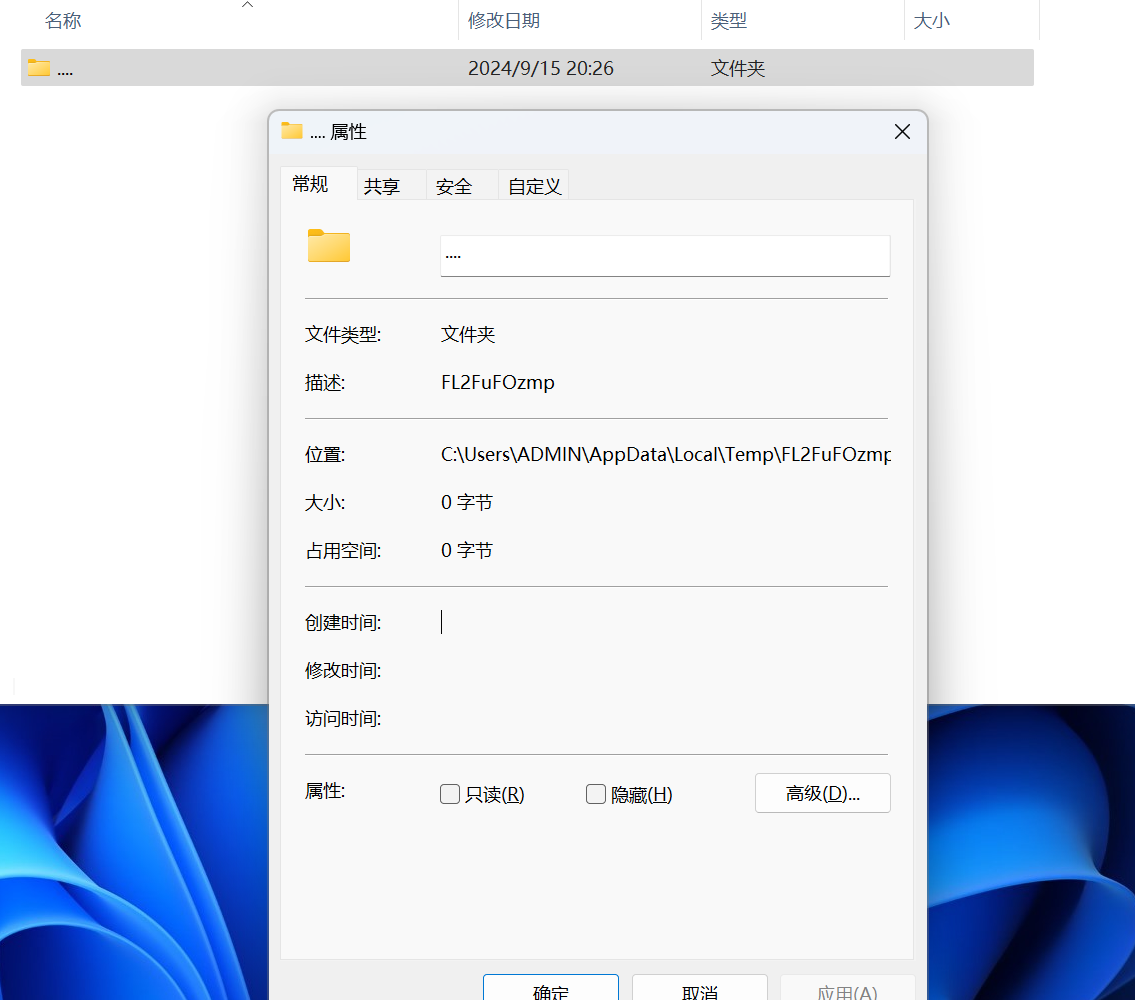 名称 修改日期 类型 大小
.... 2024/9/15 20:26 文件夹
.... 属性
常规 共享 安全 自定义
....
文件类型: 文件夹
描述: FL2FuFOzmp
位置: C:\Users\ADMIN\AppData\Local\Temp\FL2FuFOzmp
大小: 0 字节
占用空间: 0 字节
创建时间:
修改时间:
访问时间:
属性: 只读(R) 隐藏(H) 高级(D)...
确定 取消 应用(A)